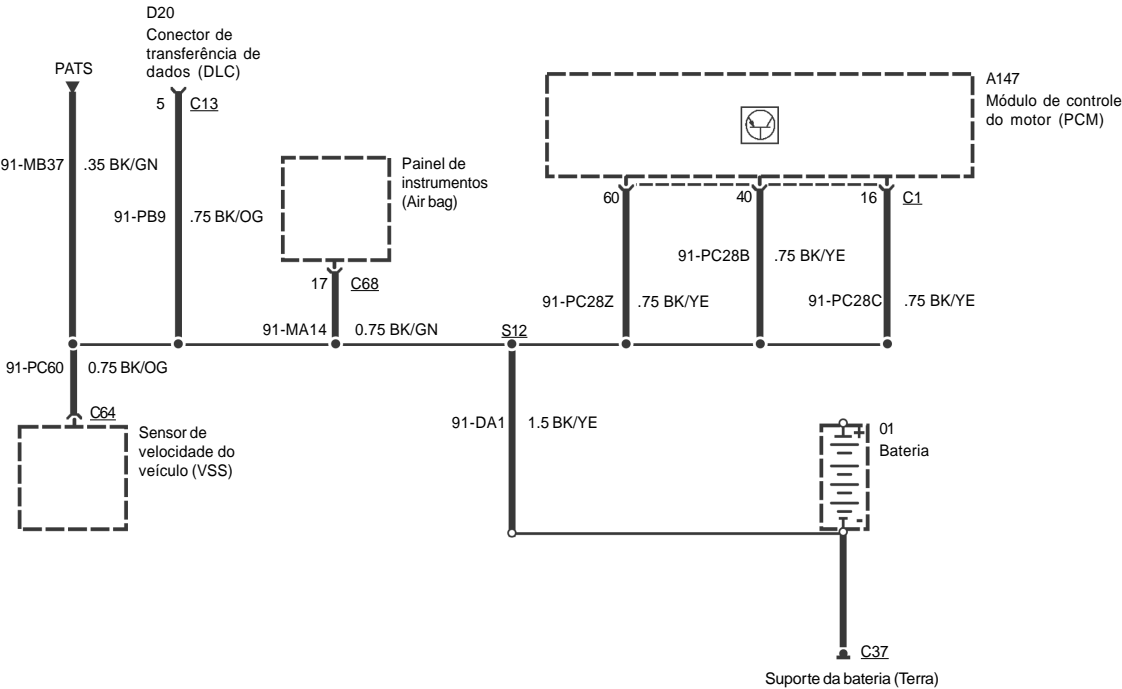 D20
Conector de
transferência de
dados (DLC)
PATS
5 C13
A147
Módulo de controle
do motor (PCM)
91-MB37 .35 BK/GN
Painel de
instrumentos
(Air bag)
91-PB9 .75 BK/OG
60 40 16 C1
91-PC28B .75 BK/YE
17 C68
91-PC28Z .75 BK/YE
91-PC28C .75 BK/YE
91-MA14 0.75 BK/GN
S12
91-PC60 0.75 BK/OG
C64
91-DA1 1.5 BK/YE
Sensor de
velocidade do
veículo (VSS)
+
-
01
Bateria
C37
Suporte da bateria (Terra)